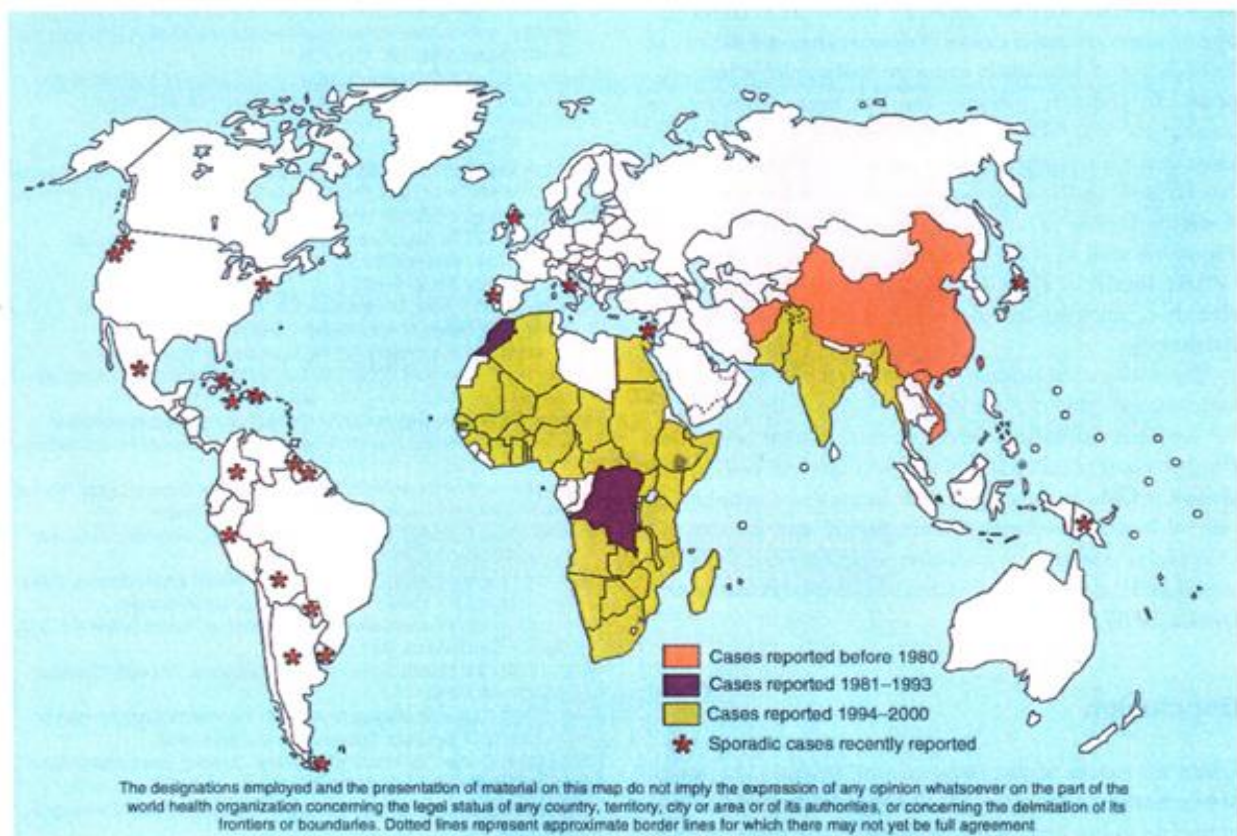 Cases reported before 1980
Cases reported 1981–1993
Cases reported 1994–2000
Sporadic cases recently reported
The designations employed and the presentation of material on this map do not imply the expression of any opinion whatsoever on the part of the
world health organization concerning the legel status of any country, territory, city or area or of its authorities, or concerning the delmitation of its
frontiers or boundaries. Dotted lines represent approximate border lines for which there may not yet be full agreement